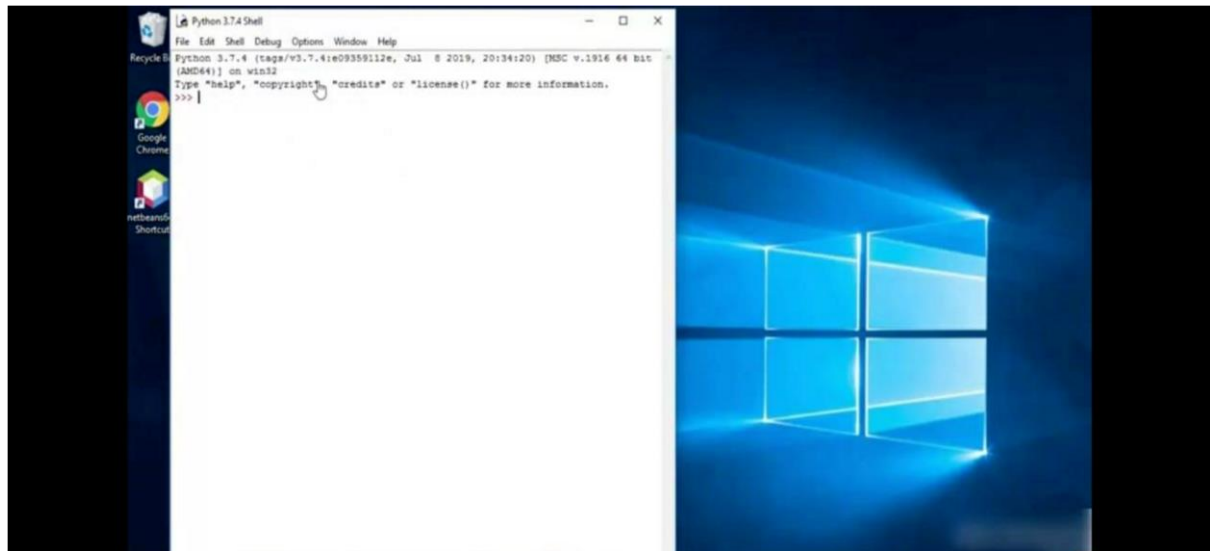 Python 3.7.4 Shell
File Edit Shell Debug Options Window Help
Python 3.7.4 (tags/v3.7.4:e09359112e, Jul 8 2019, 20:34:20) [MSC v.1916 64 bit
(AMD64)] on win32
Type "help", "copyright", "credits" or "license()" for more information.
>>>
Recycle B
Google
Chrome
netbeans6
Shortcut